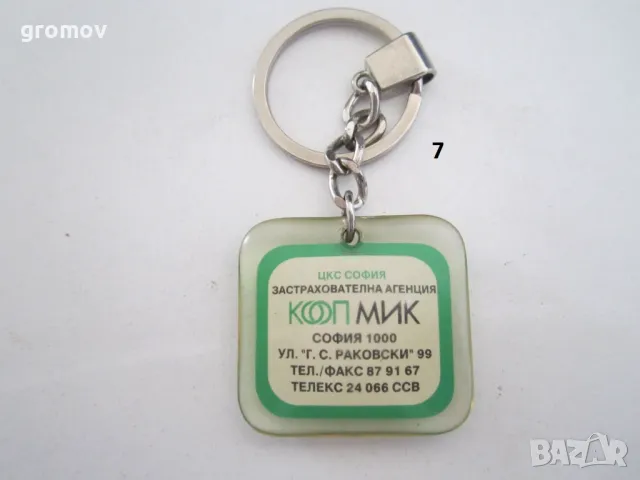 gromov
7
ЦКС СОФИЯ
ЗАСТРАХОВАТЕЛНА АГЕНЦИЯ
КООП МИК
СОФИЯ 1000
УЛ. "Г. С. РАКОВСКИ" 99
ТЕЛ./ФАКС 87 91 67
ТЕЛЕКС 24 066 ССВ
BAZAR